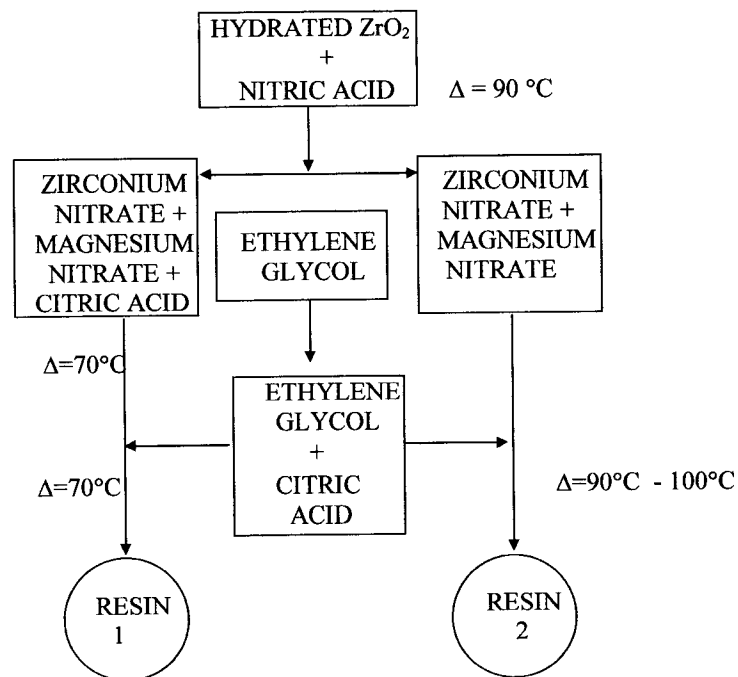 HYDRATED ZrO₂
+
NITRIC ACID
Δ = 90 °C
ZIRCONIUM
NITRATE +
MAGNESIUM
NITRATE +
CITRIC ACID
ETHYLENE
GLYCOL
ZIRCONIUM
NITRATE +
MAGNESIUM
NITRATE
Δ=70°C
ETHYLENE
GLYCOL
+
CITRIC
ACID
Δ=70°C
Δ=90°C - 100°C
RESIN
1
RESIN
2